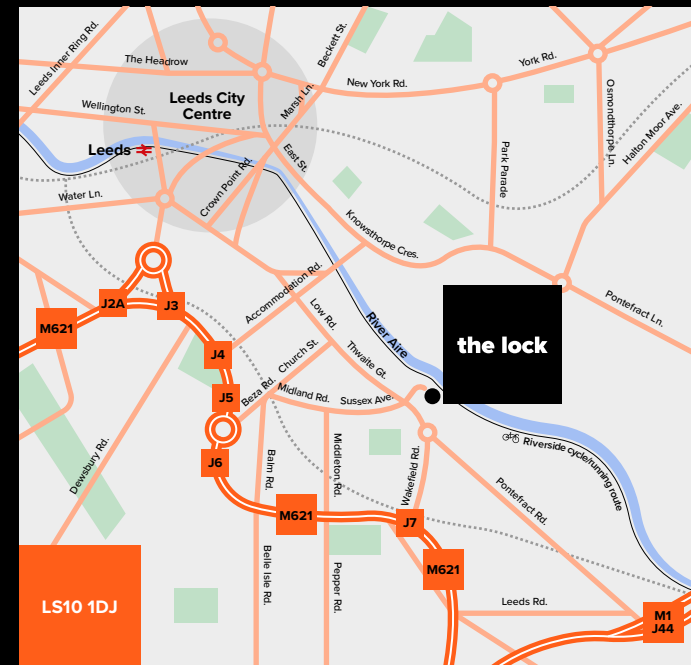 Leeds Inner Ring Rd.
The Headrow
Beckett St.
New York Rd.
York Rd.
Leeds City
Centre
Marsh Ln.
Wellington St.
Osmondthorpe Ln.
Halton Moor Ave.
Leeds
East St.
Park Parade
Crown Point Rd.
Water Ln.
Knowsthorpe Cres.
Accommodation Rd.
Pontefract Ln.
J2A
J3
M621
Low Rd.
River Aire
the lock
J4
Church St.
Thwaite Gt.
J5
Beza Rd.
Midland Rd.
Sussex Ave.
Dewsbury Rd.
J6
Balm Rd.
Middleton Rd.
Wakefield Rd.
Riverside cycle/running route
Pontefract Rd.
M621
J7
M621
Belle Isle Rd.
Pepper Rd.
Leeds Rd.
LS10 1DJ
M1
J44